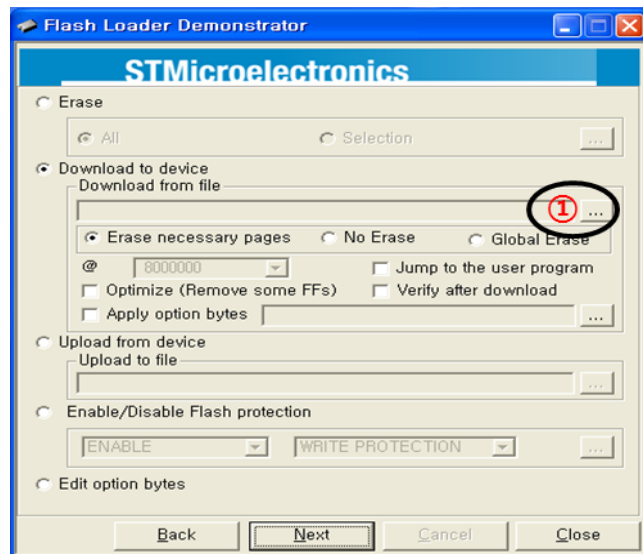 Flash Loader Demonstrator
STMicroelectronics
Erase
All Selection ...
Download to device
Download from file
① ...
Erase necessary pages No Erase Global Erase
@ 8000000 Jump to the user program
Optimize (Remove some FFs) Verify after download
Apply option bytes ...
Upload from device
Upload to file
...
Enable/Disable Flash protection
ENABLE WRITE PROTECTION ...
Edit option bytes
Back Next Cancel Close